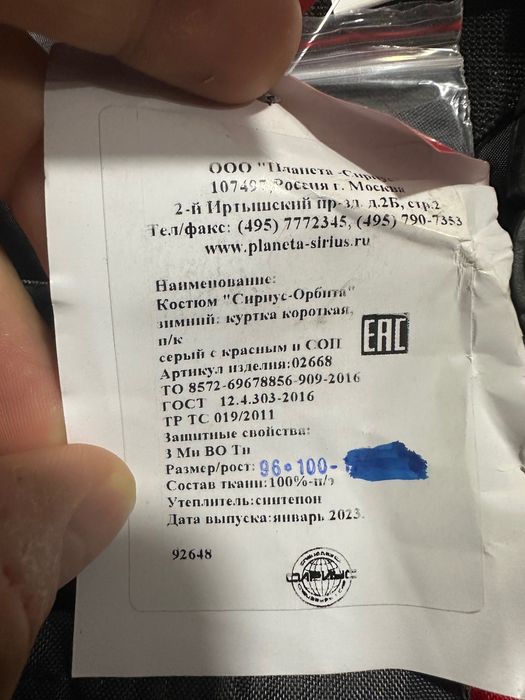 ООО "Планета -Сириус"
107497,Россия г. Москва
2-й Иртышский пр-зд. д.2Б, стр.2
Тел/факс: (495) 7772345, (495) 790-7353
www.planeta-sirius.ru
Наименование:
Костюм "Сириус-Орбита"
зимний: куртка короткая,
п/к
серый с красным и СОП
EAC
Артикул изделия:02668
ТО 8572-69678856-909-2016
ГОСТ 12.4.303-2016
ТР ТС 019/2011
Защитные свойства:
З Ми ВО Тн
Размер/рост: 96•100-
Состав ткани:100%-п/э
Утеплитель:синтепон
Дата выпуска:январь 2023.
92648
СИРИУС